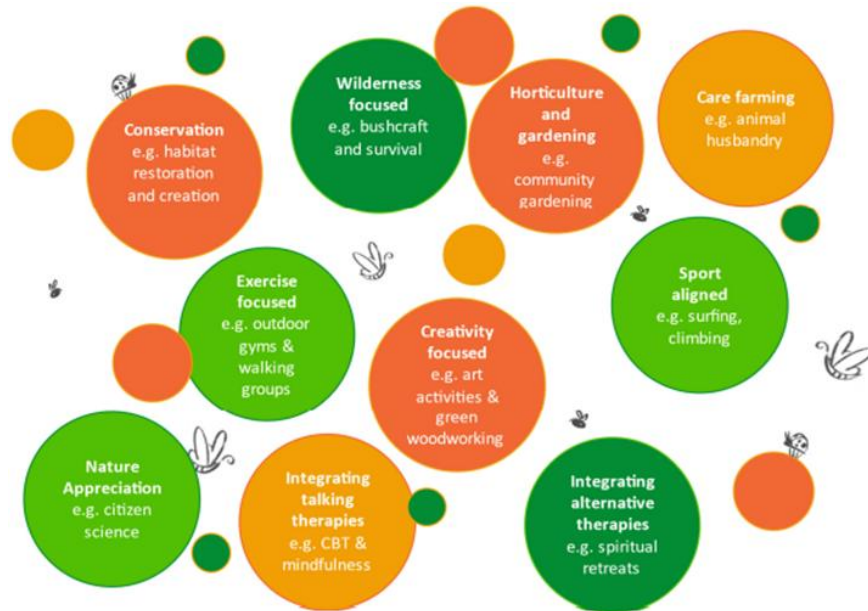 Conservation
e.g. habitat
restoration
and creation
Wilderness
focused
e.g. bushcraft
and survival
Horticulture
and
gardening
e.g.
community
gardening
Care farming
e.g. animal
husbandry
Exercise
focused
e.g. outdoor
gyms &
walking
groups
Creativity
focused
e.g. art
activities &
green
woodworking
Sport
aligned
e.g. surfing,
climbing
Nature
Appreciation
e.g. citizen
science
Integrating
talking
therapies
e.g. CBT &
mindfulness
Integrating
alternative
therapies
e.g. spiritual
retreats